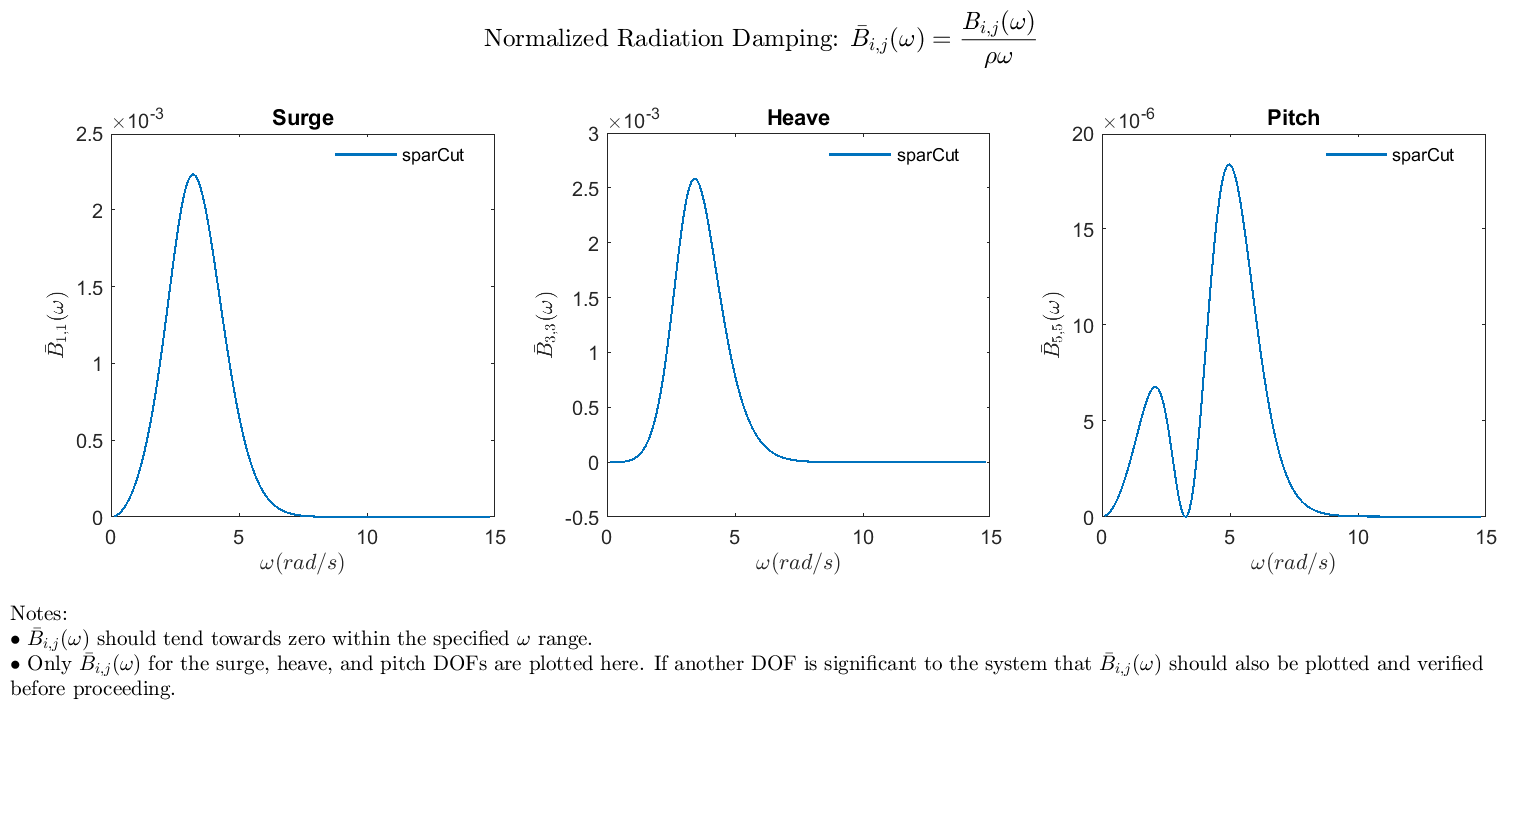 Normalized Radiation Damping: B̄ᵢ,ⱼ(ω) = Bᵢ,ⱼ(ω) / ρω
Surge
×10⁻³
2.5
2
1.5
1
0.5
0
0 5 10 15
sparCut
B̄₁,₁(ω)
ω(rad/s)
Heave
×10⁻³
3
2.5
2
1.5
1
0.5
0
-0.5
0 5 10 15
sparCut
B̄₃,₃(ω)
ω(rad/s)
Pitch
×10⁻⁶
20
15
10
5
0
0 5 10 15
sparCut
B̄₅,₅(ω)
ω(rad/s)
Notes:
• B̄ᵢ,ⱼ(ω) should tend towards zero within the specified ω range.
• Only B̄ᵢ,ⱼ(ω) for the surge, heave, and pitch DOFs are plotted here. If another DOF is significant to the system that B̄ᵢ,ⱼ(ω) should also be plotted and verified
before proceeding.